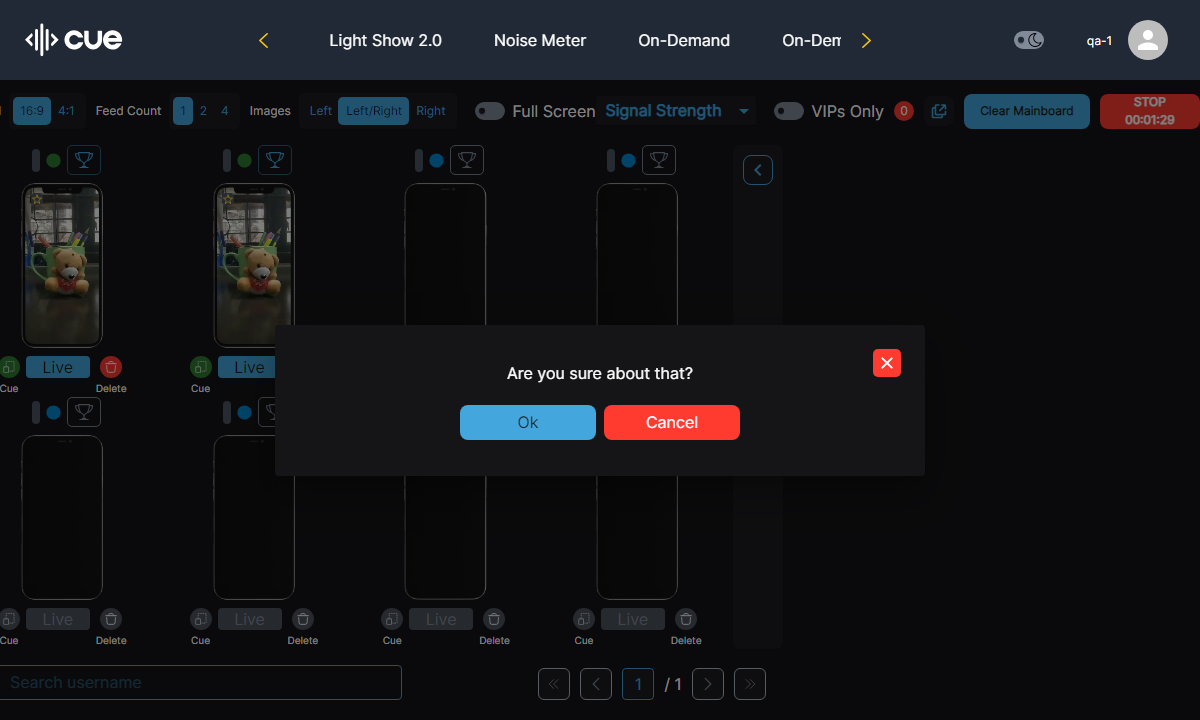 cue
Light Show 2.0
Noise Meter
On-Demand
On-Dem
qa-1
16:9 4:1 Feed Count 1 2 4 Images Left Left/Right Right Full Screen Signal Strength VIPs Only 0 Clear Mainboard
STOP
00:01:29
Live Live
Cue Delete Cue
Are you sure about that?
Ok Cancel
Live Live Live Live
Cue Delete Cue Delete Cue Delete Cue Delete
Search username
1 / 1